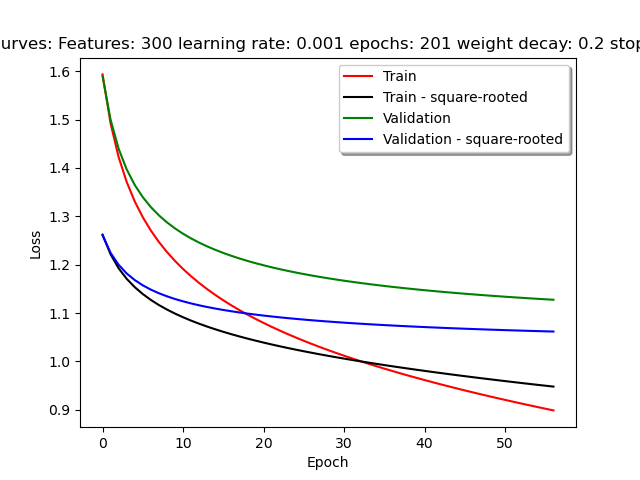 urves: Features: 300 learning rate: 0.001 epochs: 201 weight decay: 0.2 stop
1.6
1.5
1.4
1.3
1.2
1.1
1.0
0.9
Loss
Train
Train - square-rooted
Validation
Validation - square-rooted
0 10 20 30 40 50
Epoch